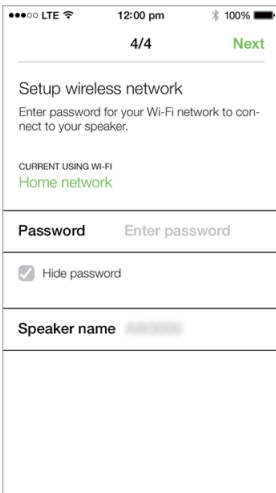 LTE 12:00 pm 100%
4/4 Next
Setup wireless network
Enter password for your Wi-Fi network to con-
nect to your speaker.
CURRENT USING WI-FI
Home network
Password Enter password
Hide password
Speaker name